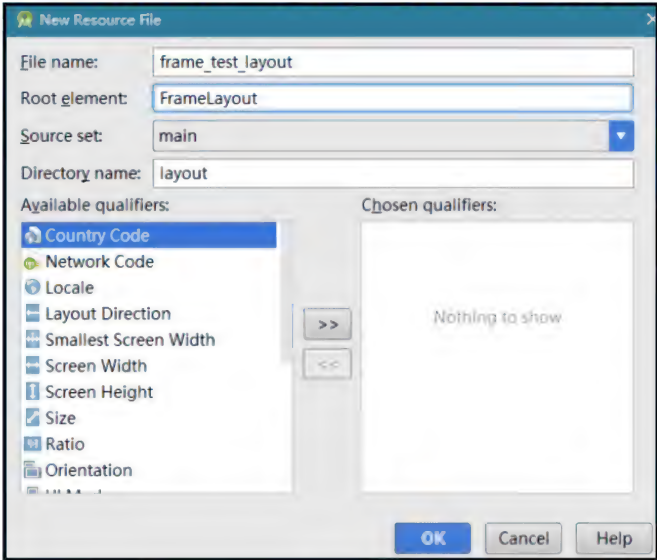 New Resource File
File name: frame_test_layout
Root element: FrameLayout
Source set: main
Directory name: layout
Available qualifiers:
Chosen qualifiers:
Country Code
Network Code
Locale
Layout Direction
Smallest Screen Width
Screen Width
Screen Height
Size
Ratio
Orientation
>>
<<
Nothing to show
OK Cancel Help